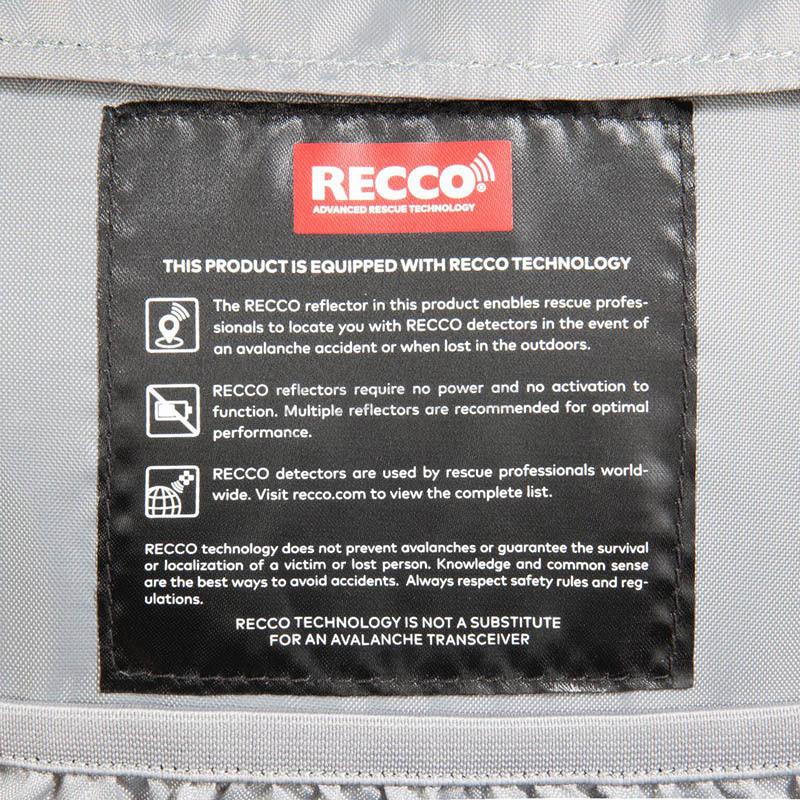 RECCO®
ADVANCED RESCUE TECHNOLOGY
THIS PRODUCT IS EQUIPPED WITH RECCO TECHNOLOGY
The RECCO reflector in this product enables rescue profes-
sionals to locate you with RECCO detectors in the event of
an avalanche accident or when lost in the outdoors.
RECCO reflectors require no power and no activation to
function. Multiple reflectors are recommended for optimal
performance.
RECCO detectors are used by rescue professionals world-
wide. Visit recco.com to view the complete list.
RECCO technology does not prevent avalanches or guarantee the survival
or localization of a victim or lost person. Knowledge and common sense
are the best ways to avoid accidents. Always respect safety rules and reg-
ulations.
RECCO TECHNOLOGY IS NOT A SUBSTITUTE
FOR AN AVALANCHE TRANSCEIVER